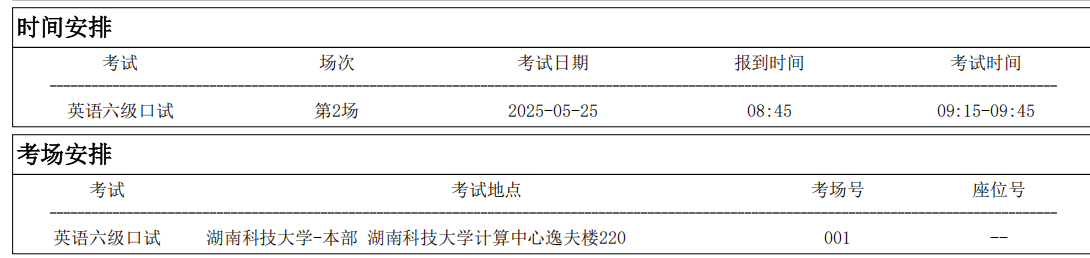 时间安排
考试 场次 考试日期 报到时间 考试时间
英语六级口试 第2场 2025-05-25 08:45 09:15-09:45
考场安排
考试 考试地点 考场号 座位号
英语六级口试 湖南科技大学-本部 湖南科技大学计算中心逸夫楼220 001 --